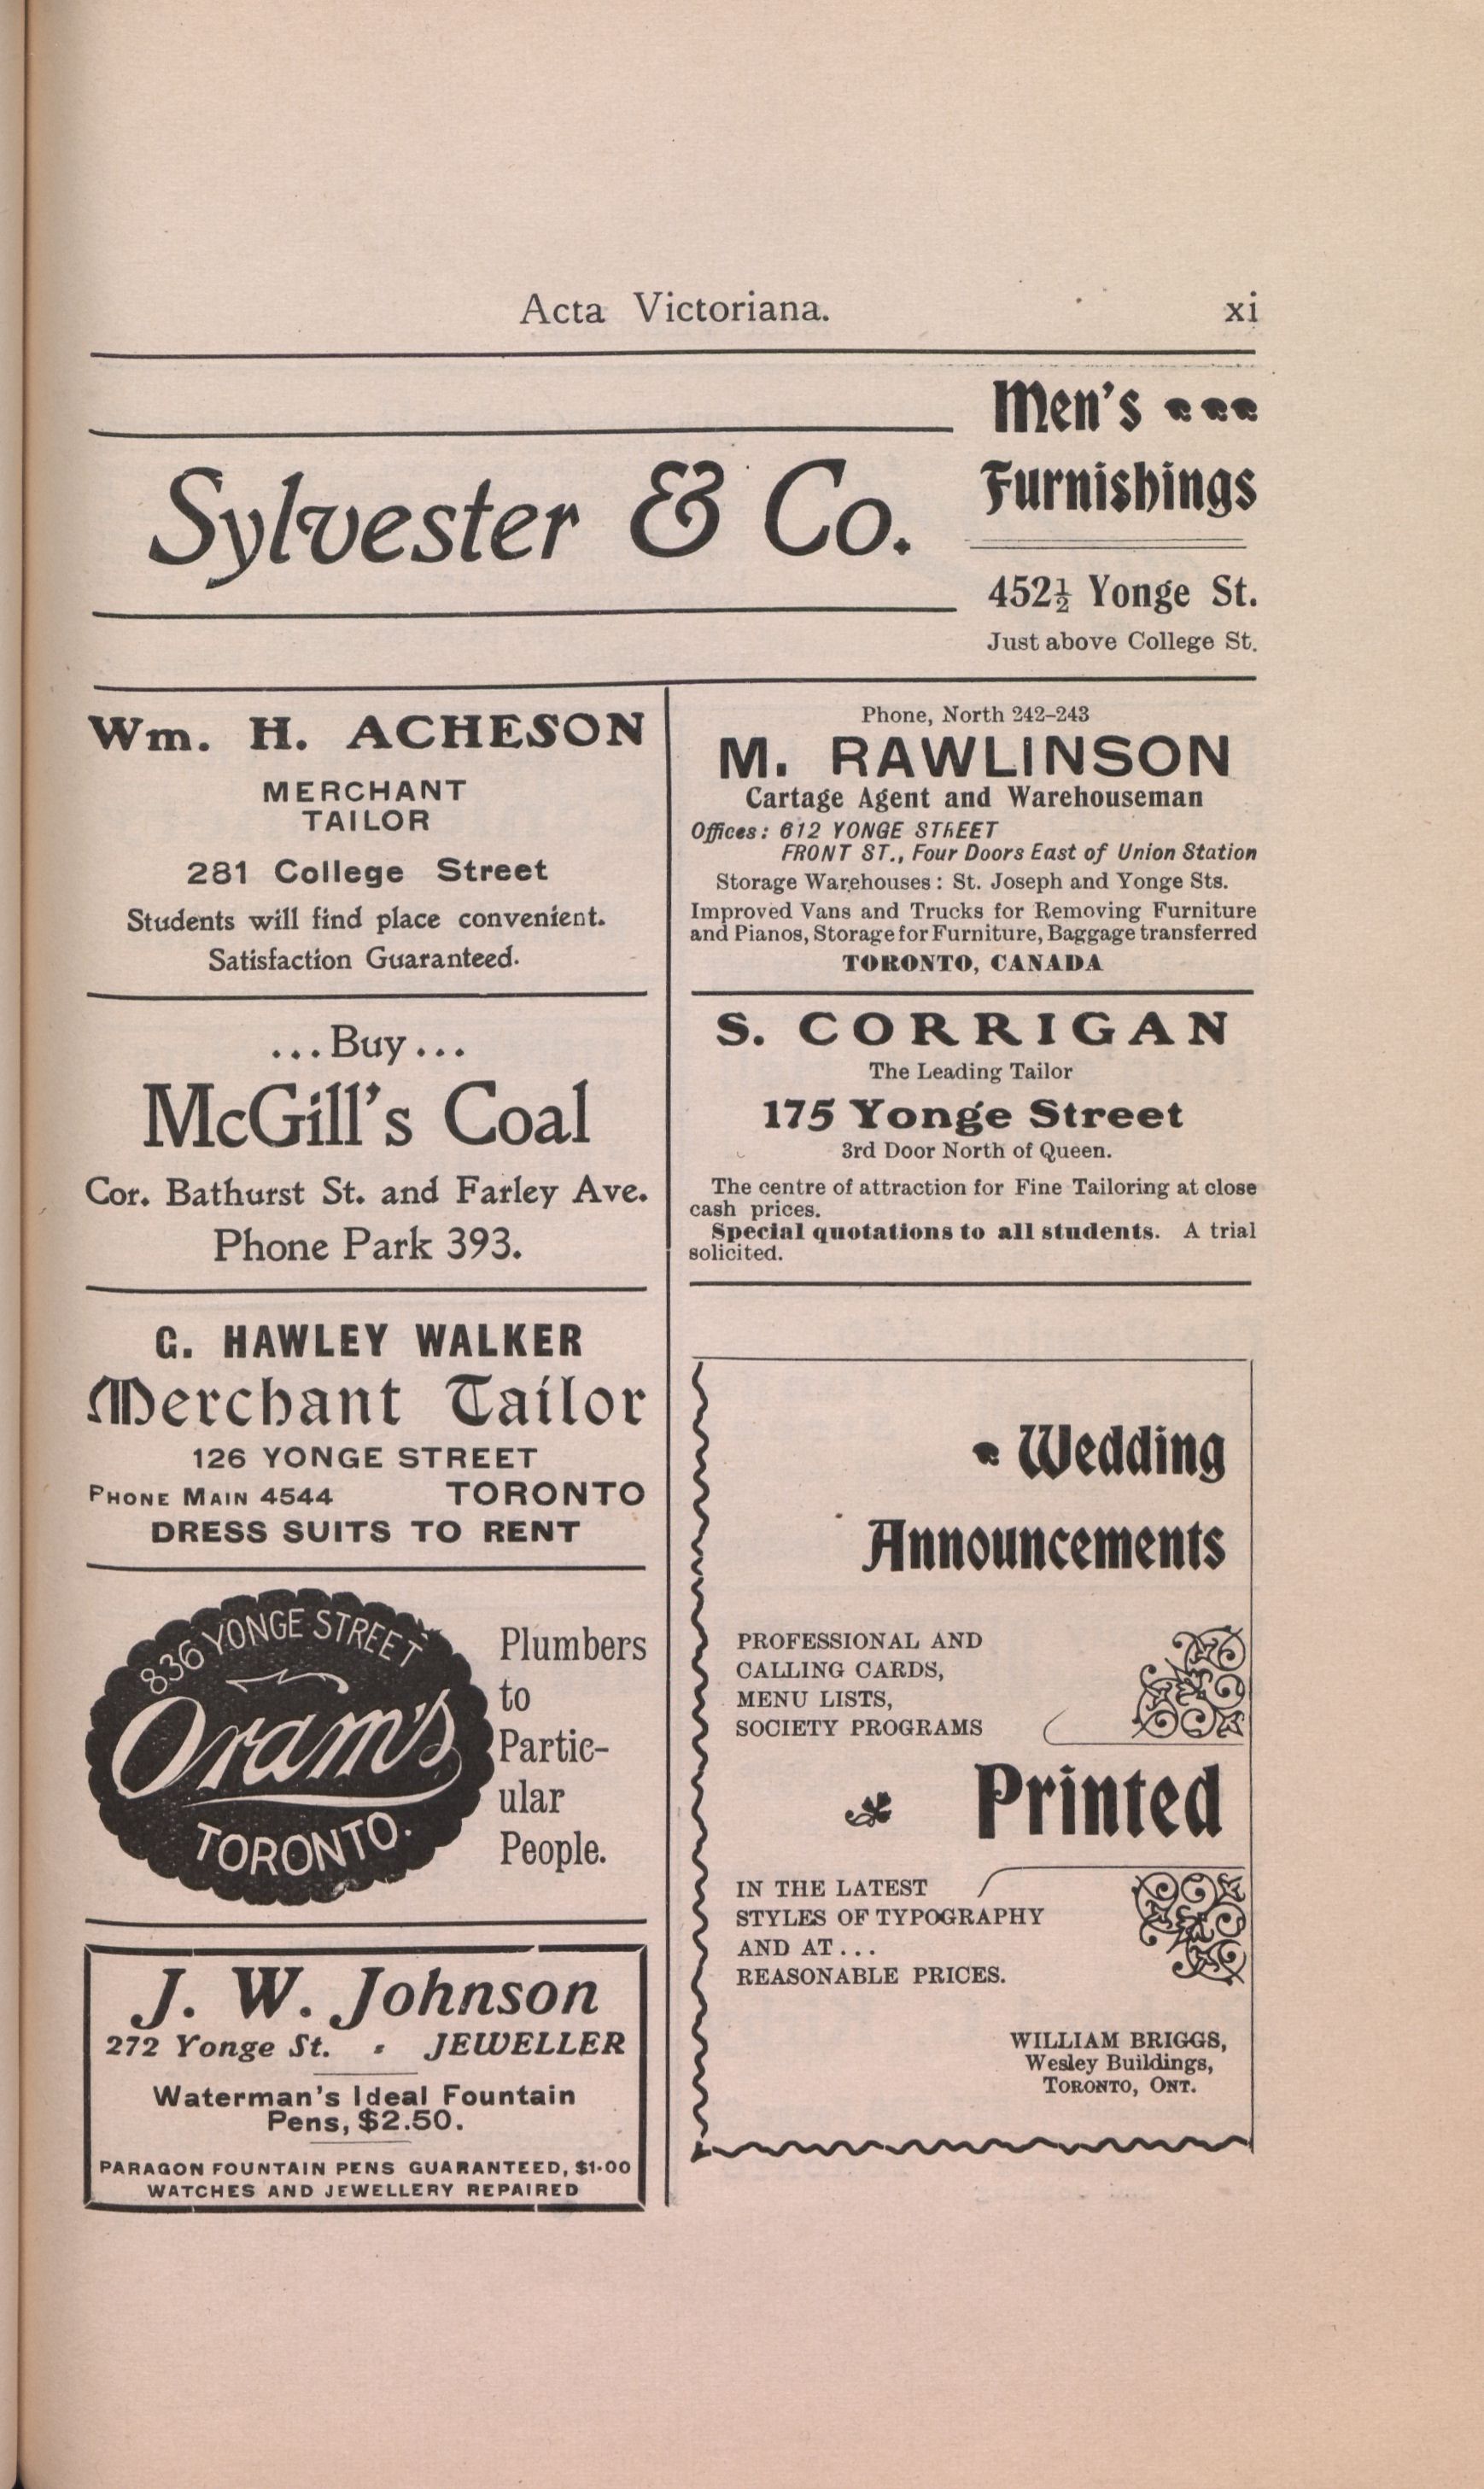 Acta Victoriana. xi
Sylvester & Co.
Men's
Furnishings
452½ Yonge St.
Just above College St.
Wm. H. ACHESON
MERCHANT
TAILOR
281 College Street
Students will find place convenient.
Satisfaction Guaranteed.
...Buy...
McGill's Coal
Cor. Bathurst St. and Farley Ave.
Phone Park 393.
G. HAWLEY WALKER
Merchant Tailor
126 YONGE STREET
PHONE MAIN 4544 TORONTO
DRESS SUITS TO RENT
836 YONGE STREET
Oram's
TORONTO.
Plumbers
to
Partic-
ular
People.
J. W. Johnson
272 Yonge St. JEWELLER
Waterman's Ideal Fountain
Pens, $2.50.
PARAGON FOUNTAIN PENS GUARANTEED, $1.00
WATCHES AND JEWELLERY REPAIRED
Phone, North 242-243
M. RAWLINSON
Cartage Agent and Warehouseman
Offices: 612 YONGE STREET
FRONT ST., Four Doors East of Union Station
Storage Warehouses: St. Joseph and Yonge Sts.
Improved Vans and Trucks for Removing Furniture
and Pianos, Storage for Furniture, Baggage transferred
TORONTO, CANADA
S. CORRIGAN
The Leading Tailor
175 Yonge Street
3rd Door North of Queen.
The centre of attraction for Fine Tailoring at close
cash prices.
Special quotations to all students. A trial
solicited.
Wedding
Announcements
PROFESSIONAL AND
CALLING CARDS,
MENU LISTS,
SOCIETY PROGRAMS
Printed
IN THE LATEST
STYLES OF TYPOGRAPHY
AND AT...
REASONABLE PRICES.
WILLIAM BRIGGS,
Wesley Buildings,
TORONTO, ONT.